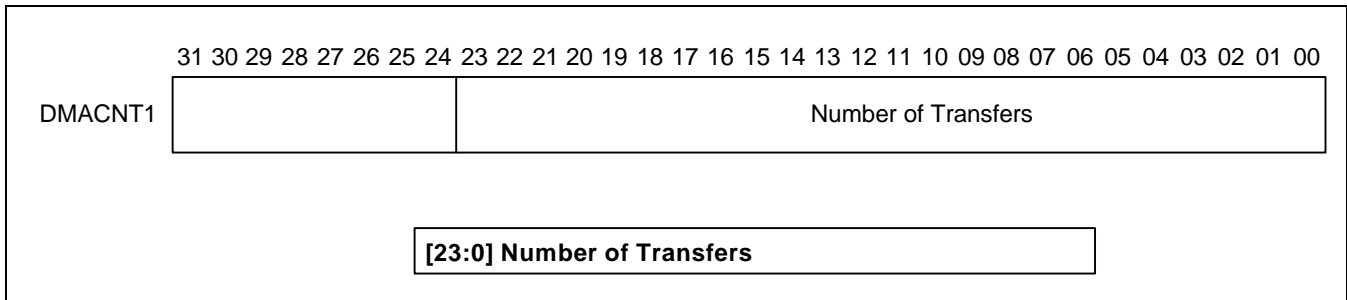 31 30 29 28 27 26 25 24 23 22 21 20 19 18 17 16 15 14 13 12 11 10 09 08 07 06 05 04 03 02 01 00
DMACNT1 Number of Transfers
[23:0] Number of Transfers